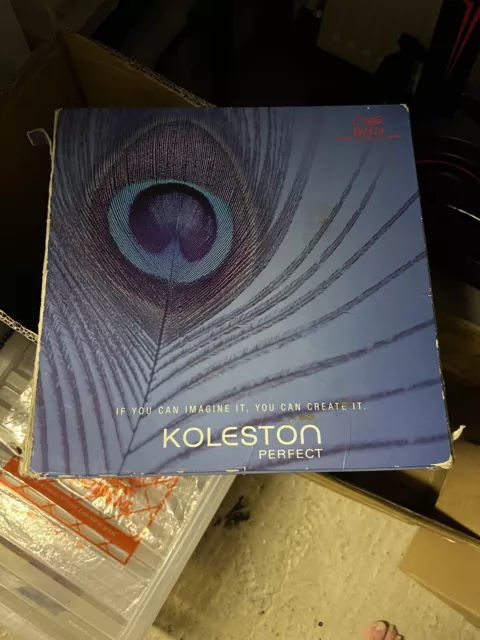 WELLA
IF YOU CAN IMAGINE IT, YOU CAN CREATE IT.
KOLESTON
PERFECT